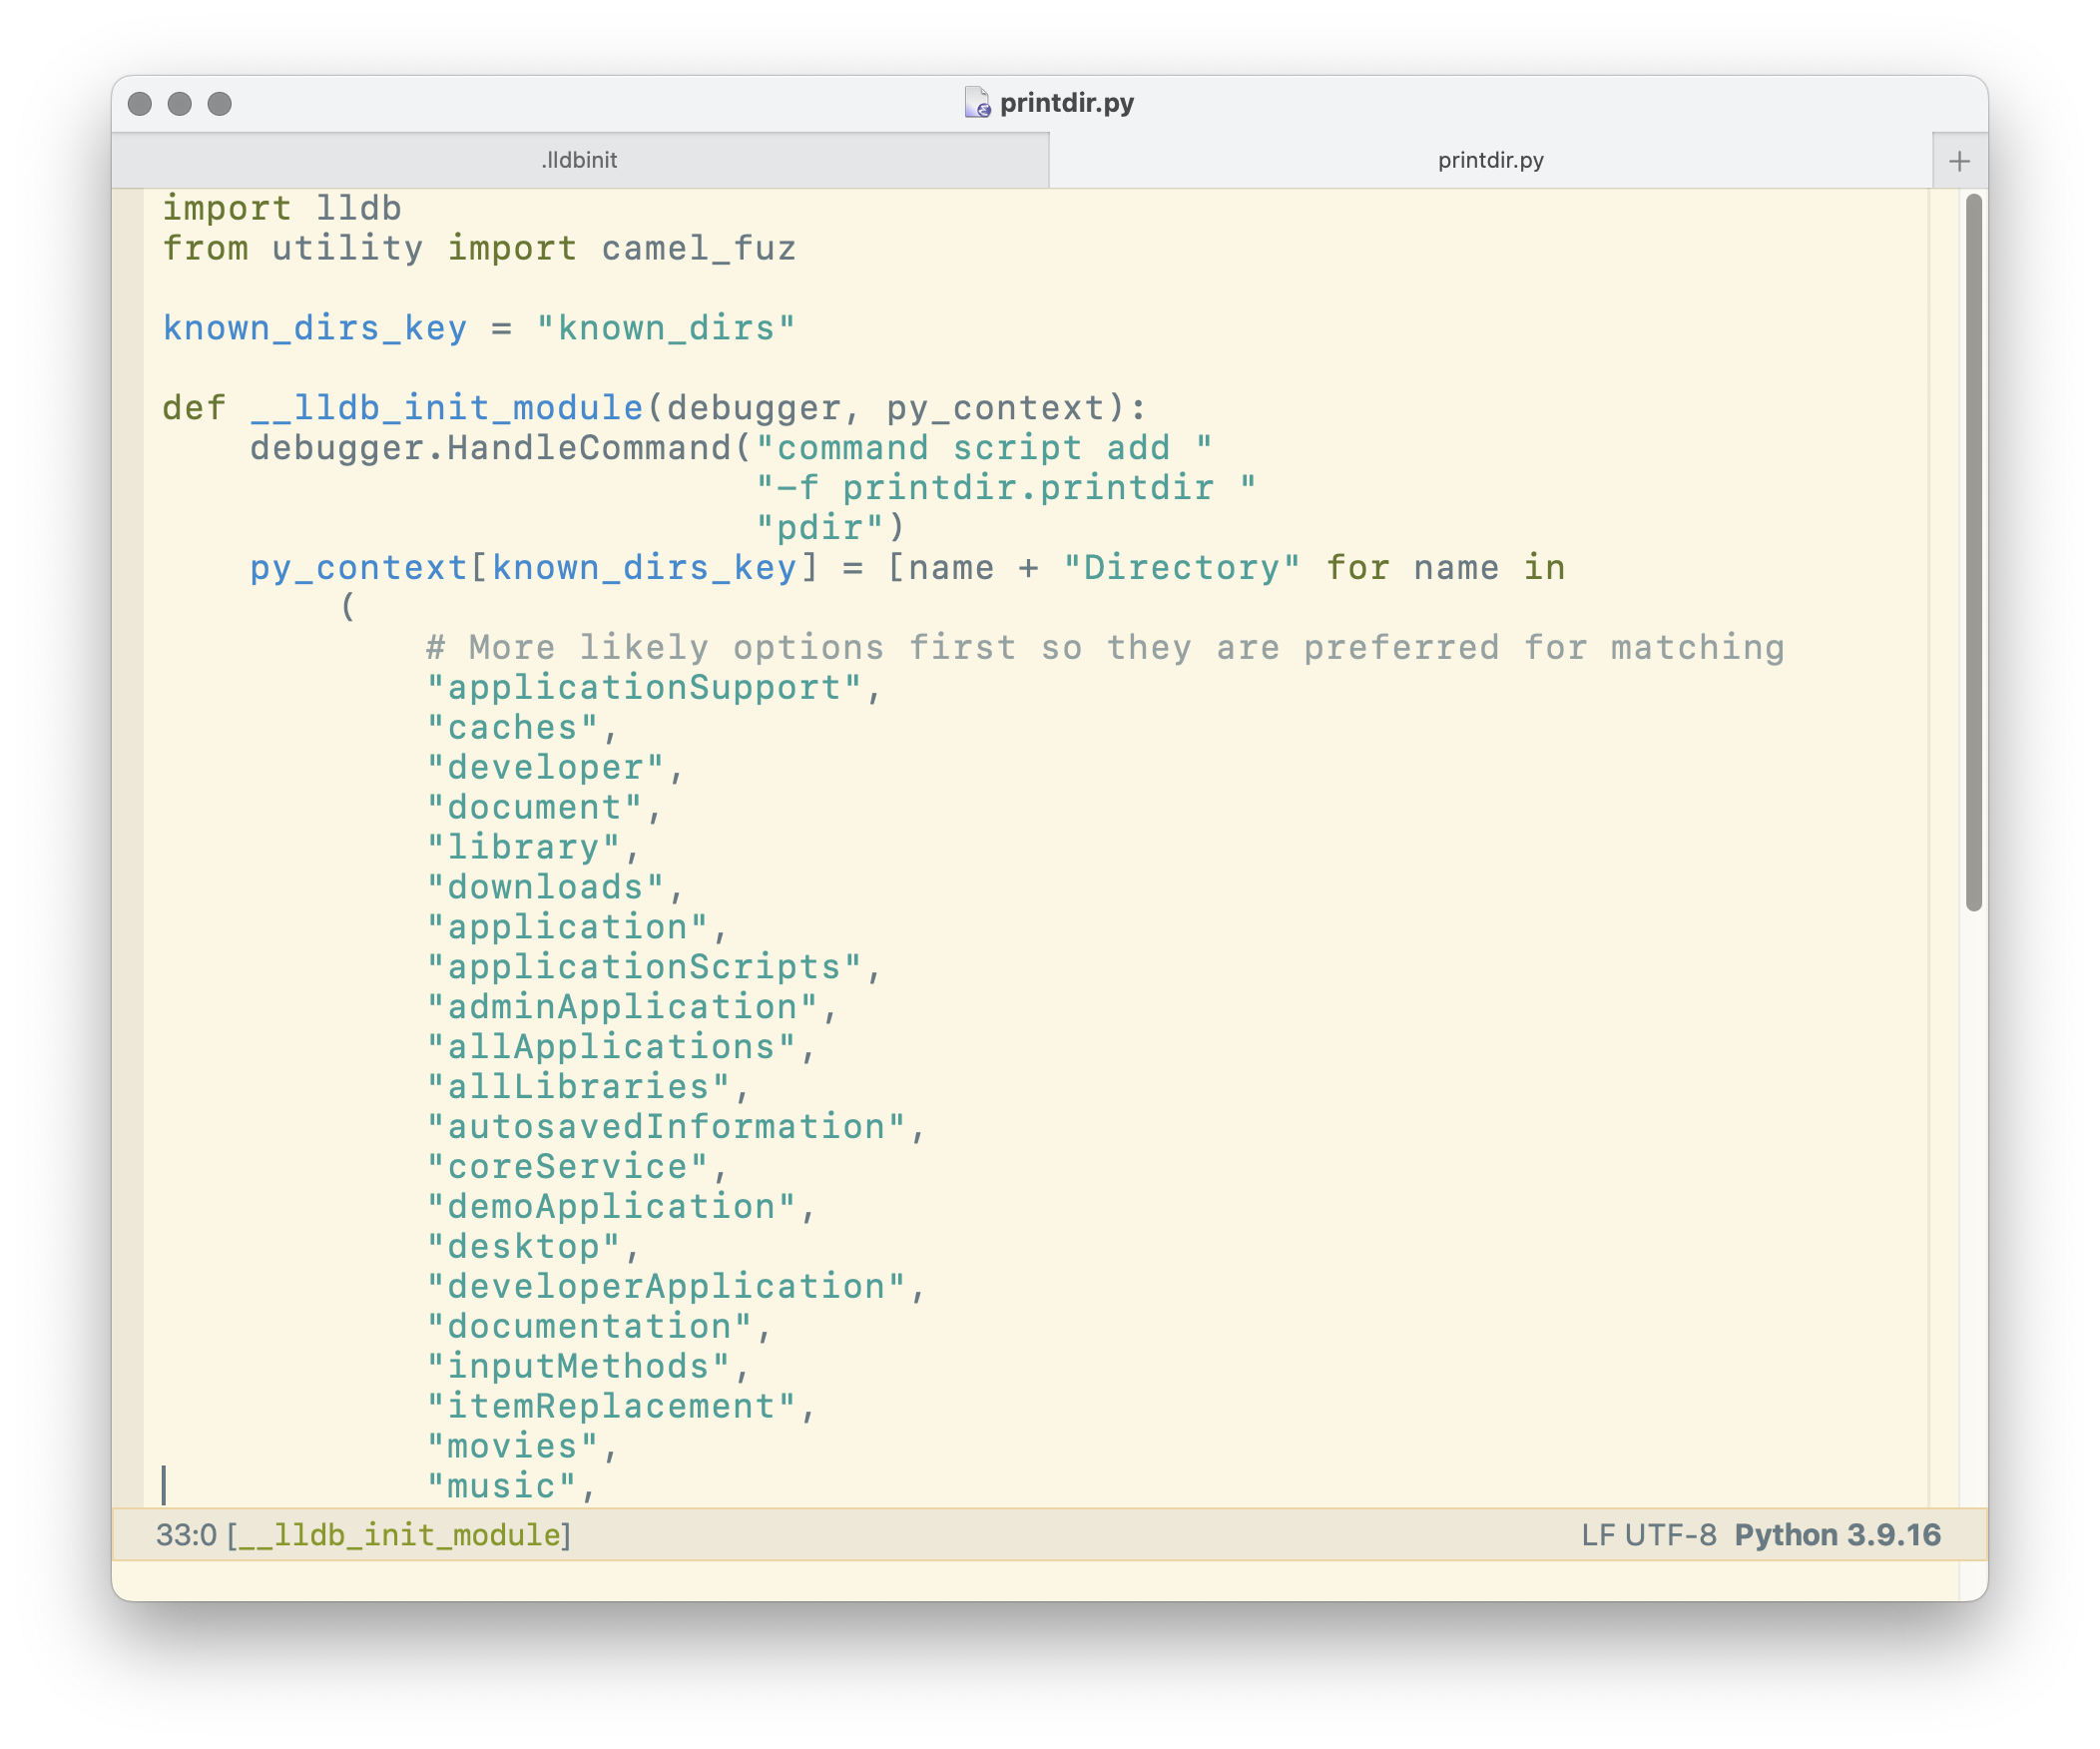 printdir.py
.lldbinit
printdir.py
+
import lldb
from utility import camel_fuz

known_dirs_key = "known_dirs"

def __lldb_init_module(debugger, py_context):
    debugger.HandleCommand("command script add "
                           "-f printdir.printdir "
                           "pdir")
    py_context[known_dirs_key] = [name + "Directory" for name in
        (
            # More likely options first so they are preferred for matching
            "applicationSupport",
            "caches",
            "developer",
            "document",
            "library",
            "downloads",
            "application",
            "applicationScripts",
            "adminApplication",
            "allApplications",
            "allLibraries",
            "autosavedInformation",
            "coreService",
            "demoApplication",
            "desktop",
            "developerApplication",
            "documentation",
            "inputMethods",
            "itemReplacement",
            "movies",
            "music",
33:0 [__lldb_init_module]
LF UTF-8 Python 3.9.16